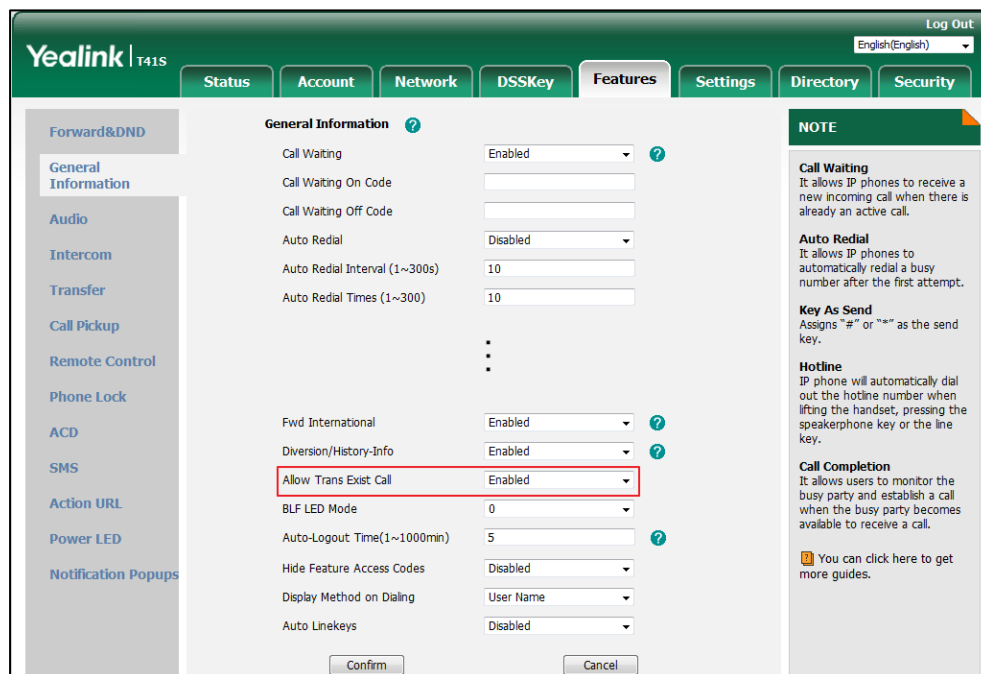 Log Out
English(English)
Yealink | T41S
Status Account Network DSSKey Features Settings Directory Security
Forward&DND
General
Information
Audio
Intercom
Transfer
Call Pickup
Remote Control
Phone Lock
ACD
SMS
Action URL
Power LED
Notification Popups
General Information ?
Call Waiting Enabled ?
Call Waiting On Code
Call Waiting Off Code
Auto Redial Disabled
Auto Redial Interval (1~300s) 10
Auto Redial Times (1~300) 10
Fwd International Enabled ?
Diversion/History-Info Enabled ?
Allow Trans Exist Call Enabled
BLF LED Mode 0
Auto-Logout Time(1~1000min) 5 ?
Hide Feature Access Codes Disabled
Display Method on Dialing User Name
Auto Linekeys Disabled
Confirm Cancel
NOTE
Call Waiting
It allows IP phones to receive a
new incoming call when there is
already an active call.
Auto Redial
It allows IP phones to
automatically redial a busy
number after the first attempt.
Key As Send
Assigns "#" or "*" as the send
key.
Hotline
IP phone will automatically dial
out the hotline number when
lifting the handset, pressing the
speakerphone key or the line
key.
Call Completion
It allows users to monitor the
busy party and establish a call
when the busy party becomes
available to receive a call.
? You can click here to get
more guides.